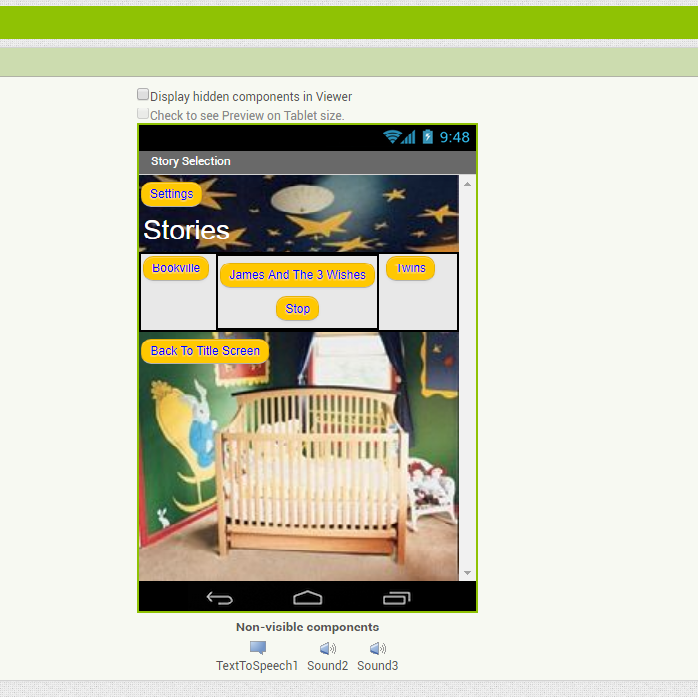 Display hidden components in Viewer
Check to see Preview on Tablet size.
9:48
Story Selection
Settings
Stories
Bookville James And The 3 Wishes Twins
Stop
Back To Title Screen
Non-visible components
TextToSpeech1 Sound2 Sound3